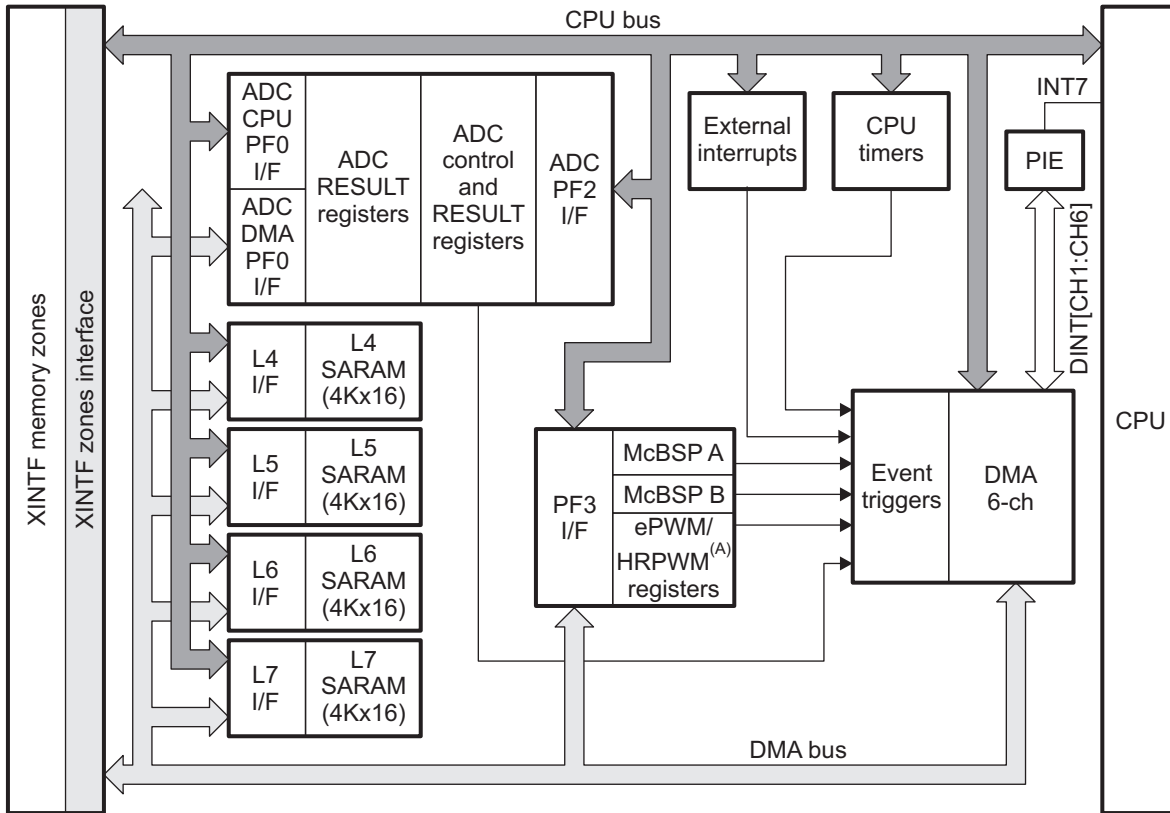 CPU bus
XINTF memory zones
XINTF zones interface
ADC
CPU
PF0
I/F
ADC
DMA
PF0
I/F
ADC
RESULT
registers
ADC
control
and
RESULT
registers
ADC
PF2
I/F
External
interrupts
CPU
timers
INT7
PIE
DINT[CH1:CH6]
CPU
L4
I/F
L4
SARAM
(4Kx16)
L5
I/F
L5
SARAM
(4Kx16)
L6
I/F
L6
SARAM
(4Kx16)
L7
I/F
L7
SARAM
(4Kx16)
PF3
I/F
McBSP A
McBSP B
ePWM/
HRPWM(A)
registers
Event
triggers
DMA
6-ch
DMA bus